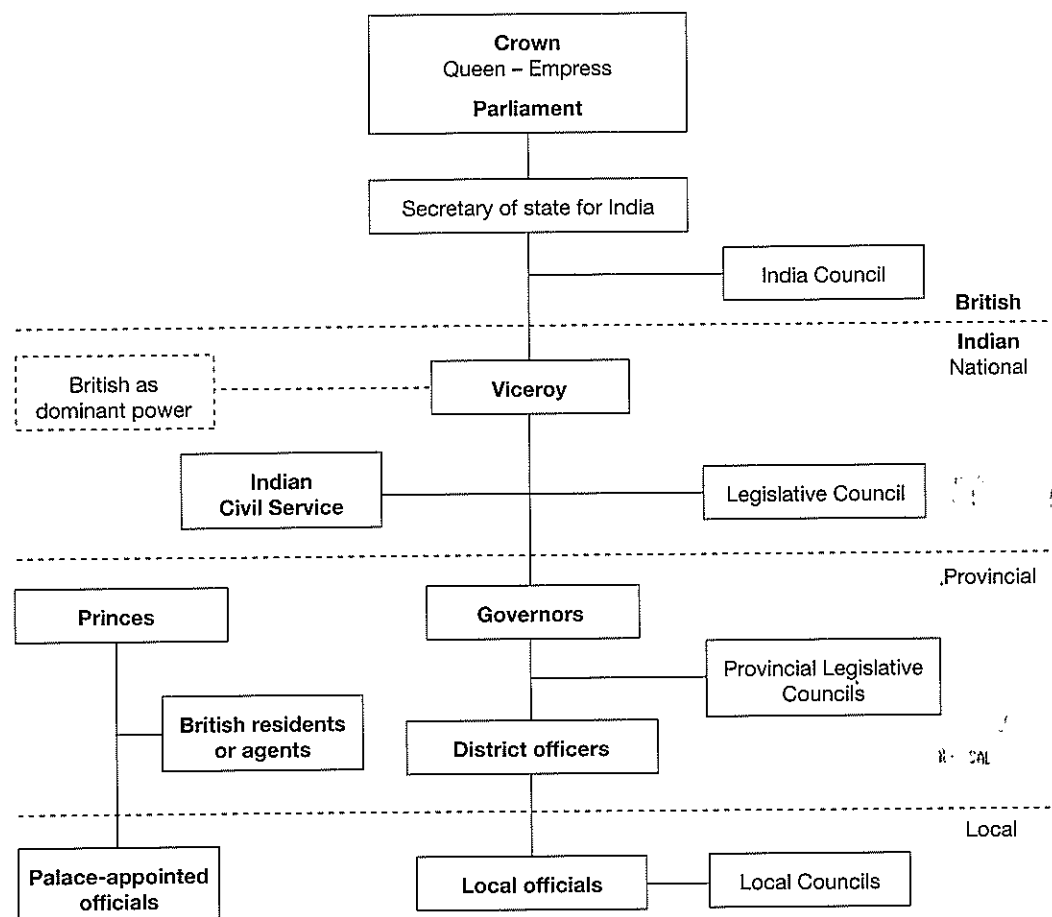 Crown
Queen – Empress
Parliament
Secretary of state for India
India Council
British
Indian
National
British as
dominant power
Viceroy
Indian
Civil Service
Legislative Council
Provincial
Princes
Governors
Provincial Legislative
Councils
British residents
or agents
District officers
Local
Palace-appointed
officials
Local officials
Local Councils